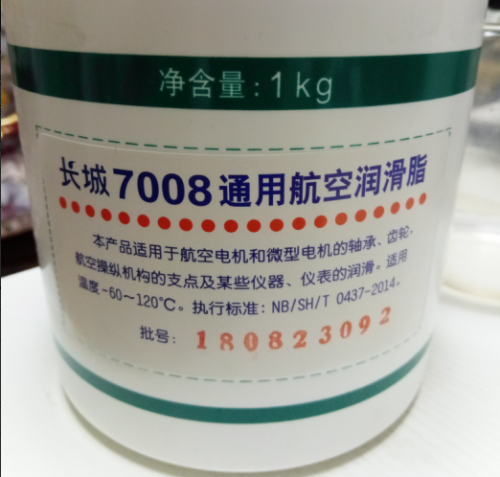 净含量:1kg
长城7008通用航空润滑脂
本产品适用于航空电机和微型电机的轴承、齿轮、
航空操纵机构的支点及某些仪器、仪表的润滑。适用
温度-60～120℃。执行标准：NB/SH/T 0437-2014。
批号：180823092